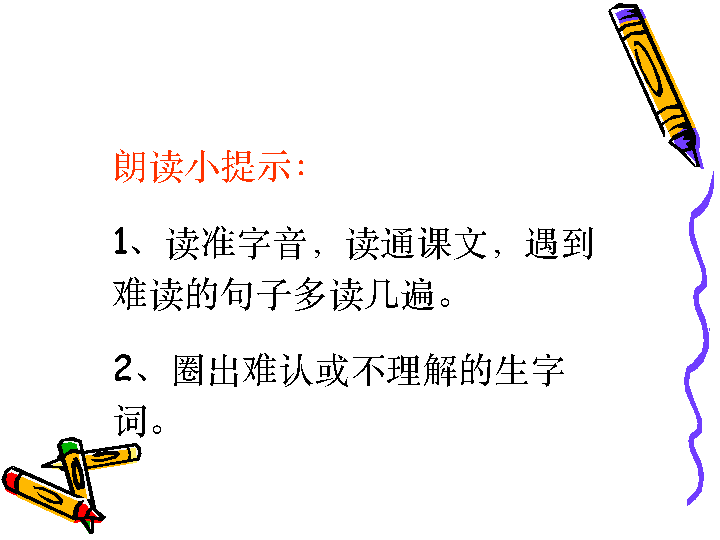 朗读小提示：
1、读准字音，读通课文，遇到
难读的句子多读几遍。
2、圈出难认或不理解的生字
词。